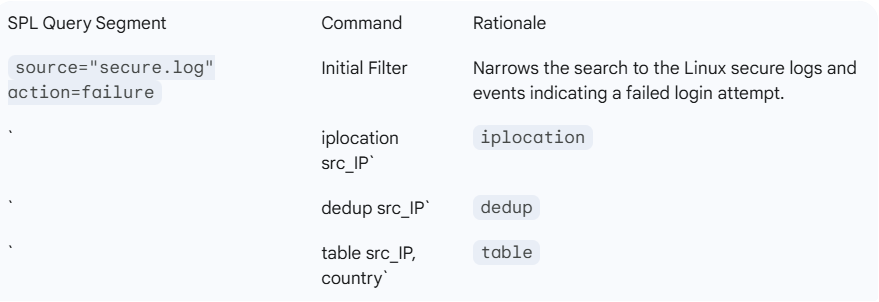 SPL Query Segment Command Rationale
source="secure.log" Initial Filter Narrows the search to the Linux secure logs and
action=failure events indicating a failed login attempt.
` iplocation iplocation
src_IP`
` dedup src_IP` dedup
` table src_IP, table
country`